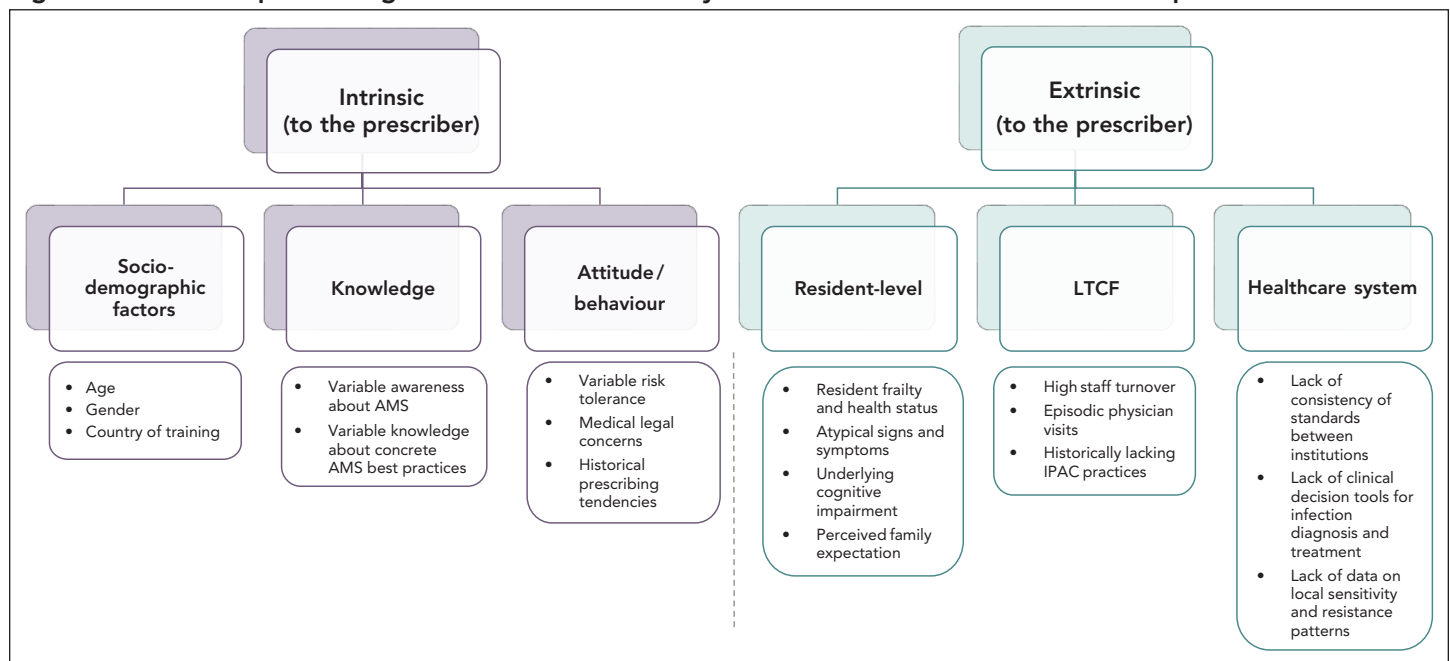 Intrinsic
(to the prescriber)
Extrinsic
(to the prescriber)
Socio-
demographic
factors
Knowledge
Attitude /
behaviour
Resident-level
LTCF
Healthcare system
• Age
• Gender
• Country of training
• Variable awareness
about AMS
• Variable knowledge
about concrete
AMS best practices
• Variable risk
tolerance
• Medical legal
concerns
• Historical
prescribing
tendencies
• Resident frailty
and health status
• Atypical signs and
symptoms
• Underlying
cognitive
impairment
• Perceived family
expectation
• High staff turnover
• Episodic physician
visits
• Historically lacking
IPAC practices
• Lack of
consistency of
standards
between
institutions
• Lack of clinical
decision tools for
infection
diagnosis and
treatment
• Lack of data on
local sensitivity
and resistance
patterns